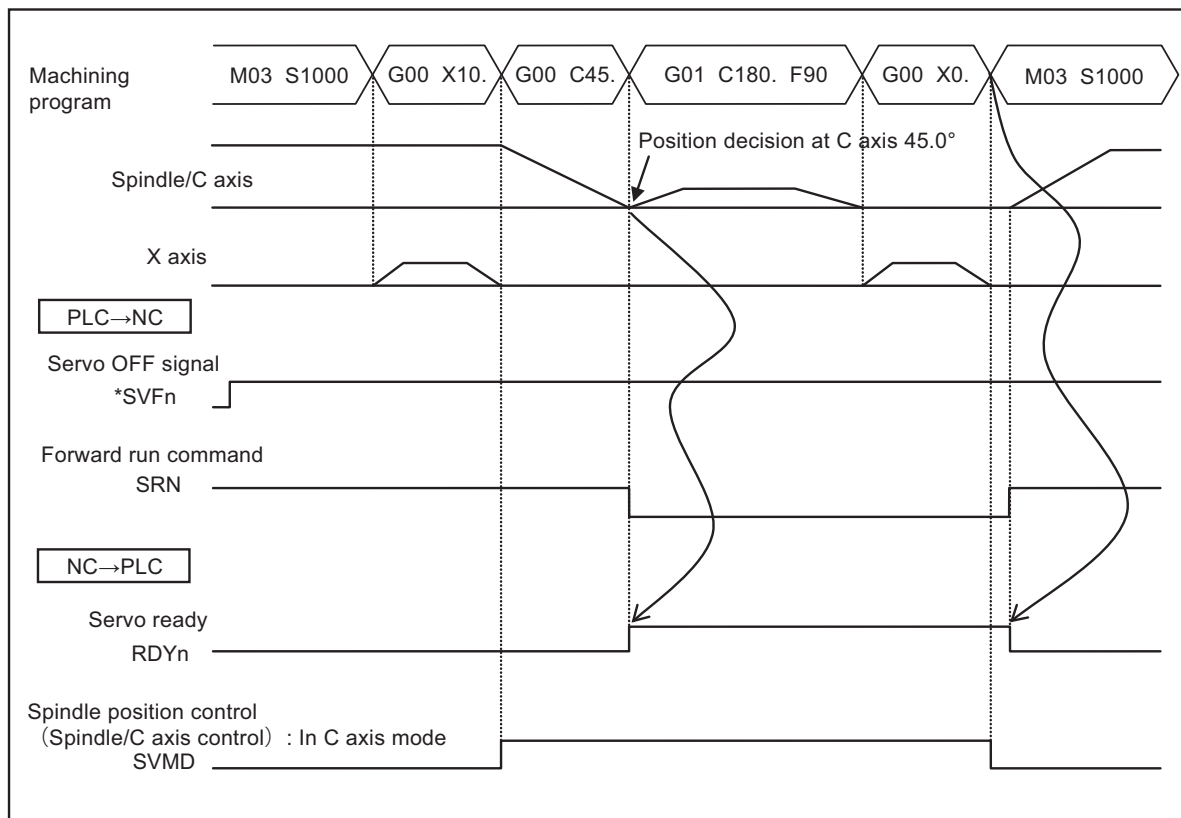 Machining
program
M03 S1000
G00 X10.
G00 C45.
G01 C180. F90
G00 X0.
M03 S1000
Position decision at C axis 45.0°
Spindle/C axis
X axis
PLC→NC
Servo OFF signal
*SVFn
Forward run command
SRN
NC→PLC
Servo ready
RDYn
Spindle position control
（Spindle/C axis control）: In C axis mode
SVMD